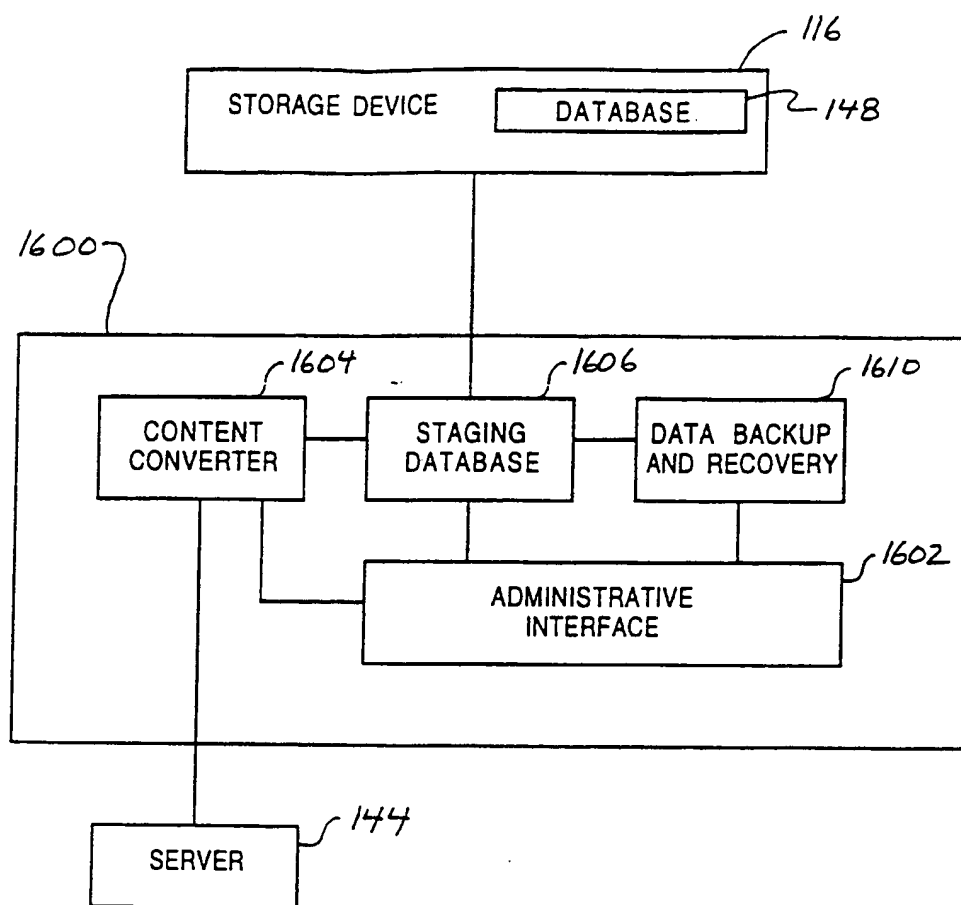 116
STORAGE DEVICE
DATABASE
148
1600
1604
1606
1610
CONTENT
CONVERTER
STAGING
DATABASE
DATA BACKUP
AND RECOVERY
1602
ADMINISTRATIVE
INTERFACE
144
SERVER